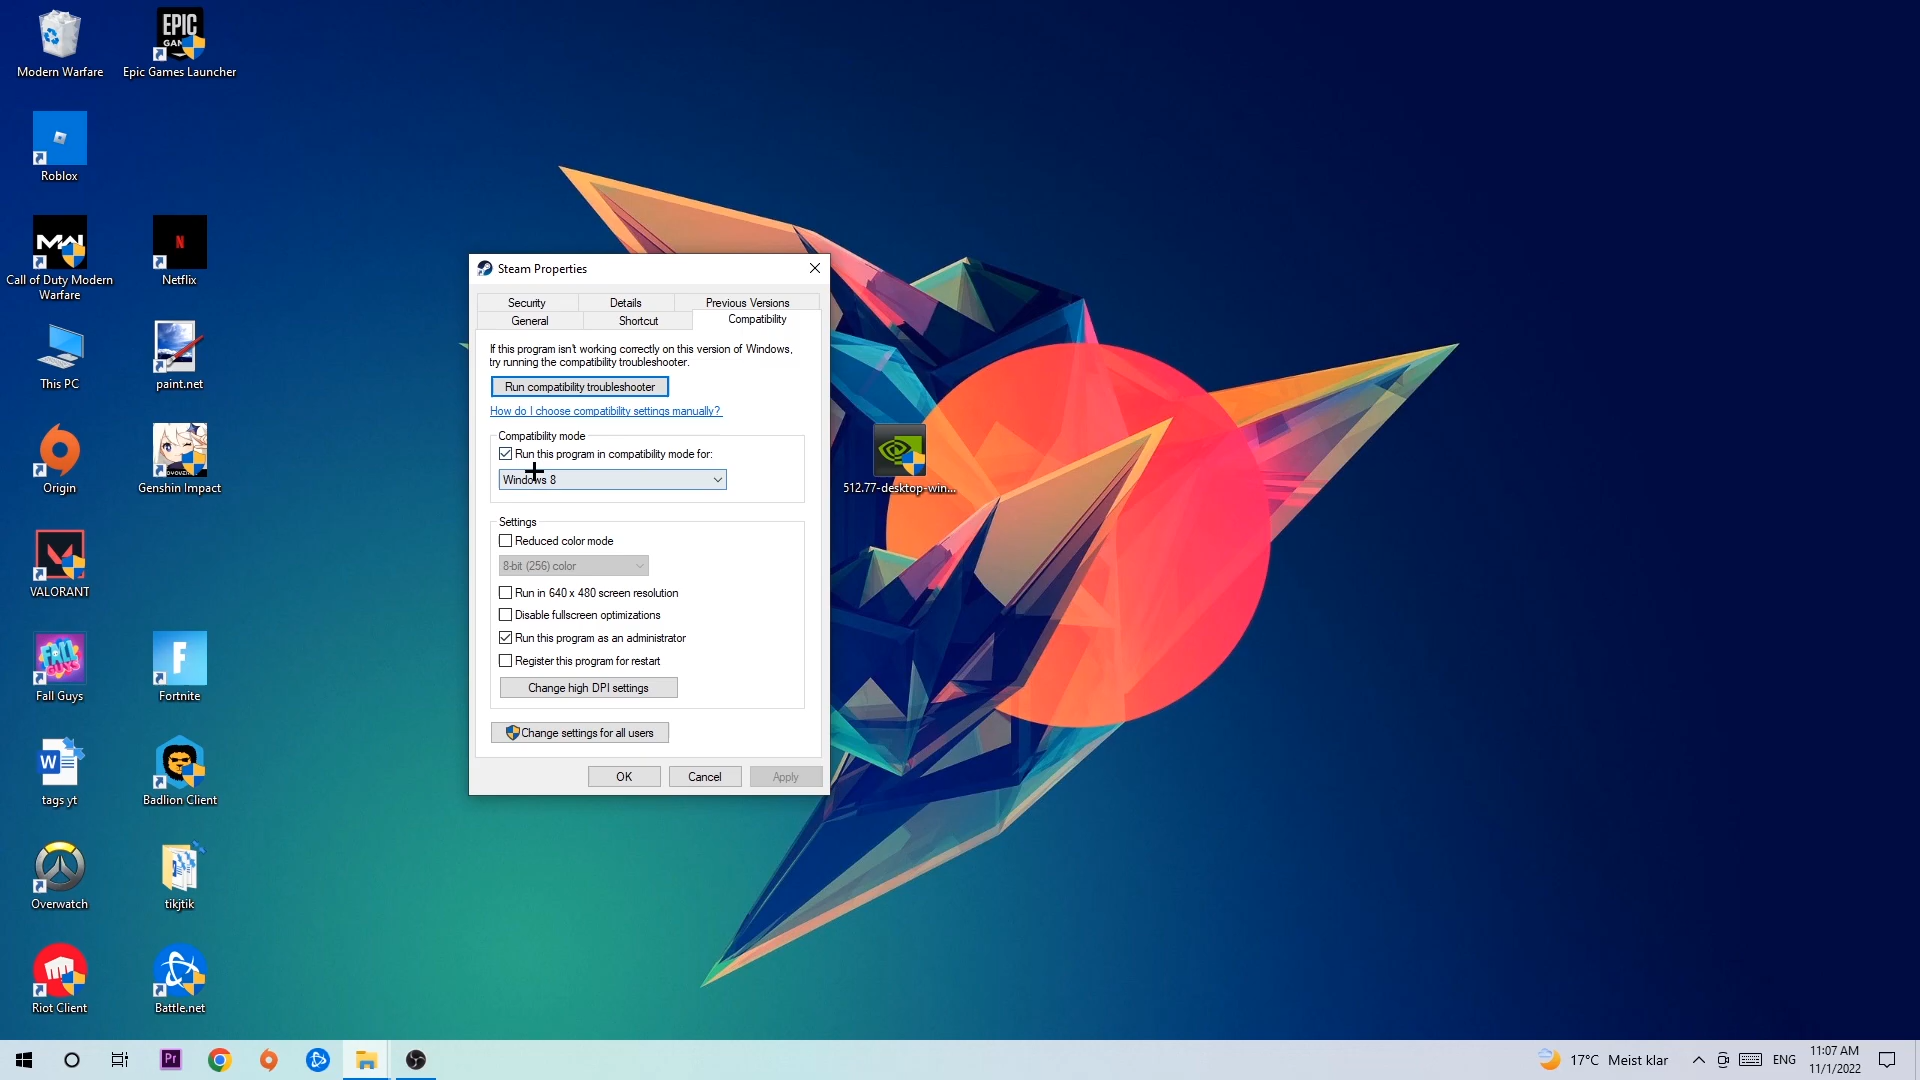 Modern Warfare
EPIC
GAMES
Epic Games Launcher
Roblox
MW
Call of Duty Modern
Warfare
N
Netflix
This PC
paint.net
Origin
Genshin Impact
VALORANT
FALL
GUYS
Fall Guys
F
Fortnite
W
tags yt
Badlion Client
Overwatch
tikjtik
Riot Client
Battle.net
Steam Properties
Security
Details
Previous Versions
General
Shortcut
Compatibility
If this program isn't working correctly on this version of Windows,
try running the compatibility troubleshooter.
Run compatibility troubleshooter
How do I choose compatibility settings manually?
Compatibility mode
Run this program in compatibility mode for:
Windows 8
Settings
Reduced color mode
8-bit (256) color
Run in 640 x 480 screen resolution
Disable fullscreen optimizations
Run this program as an administrator
Register this program for restart
Change high DPI settings
Change settings for all users
OK
Cancel
Apply
512.77-desktop-win...
Pr
17°C Meist klar
ENG
11:07 AM
11/1/2022